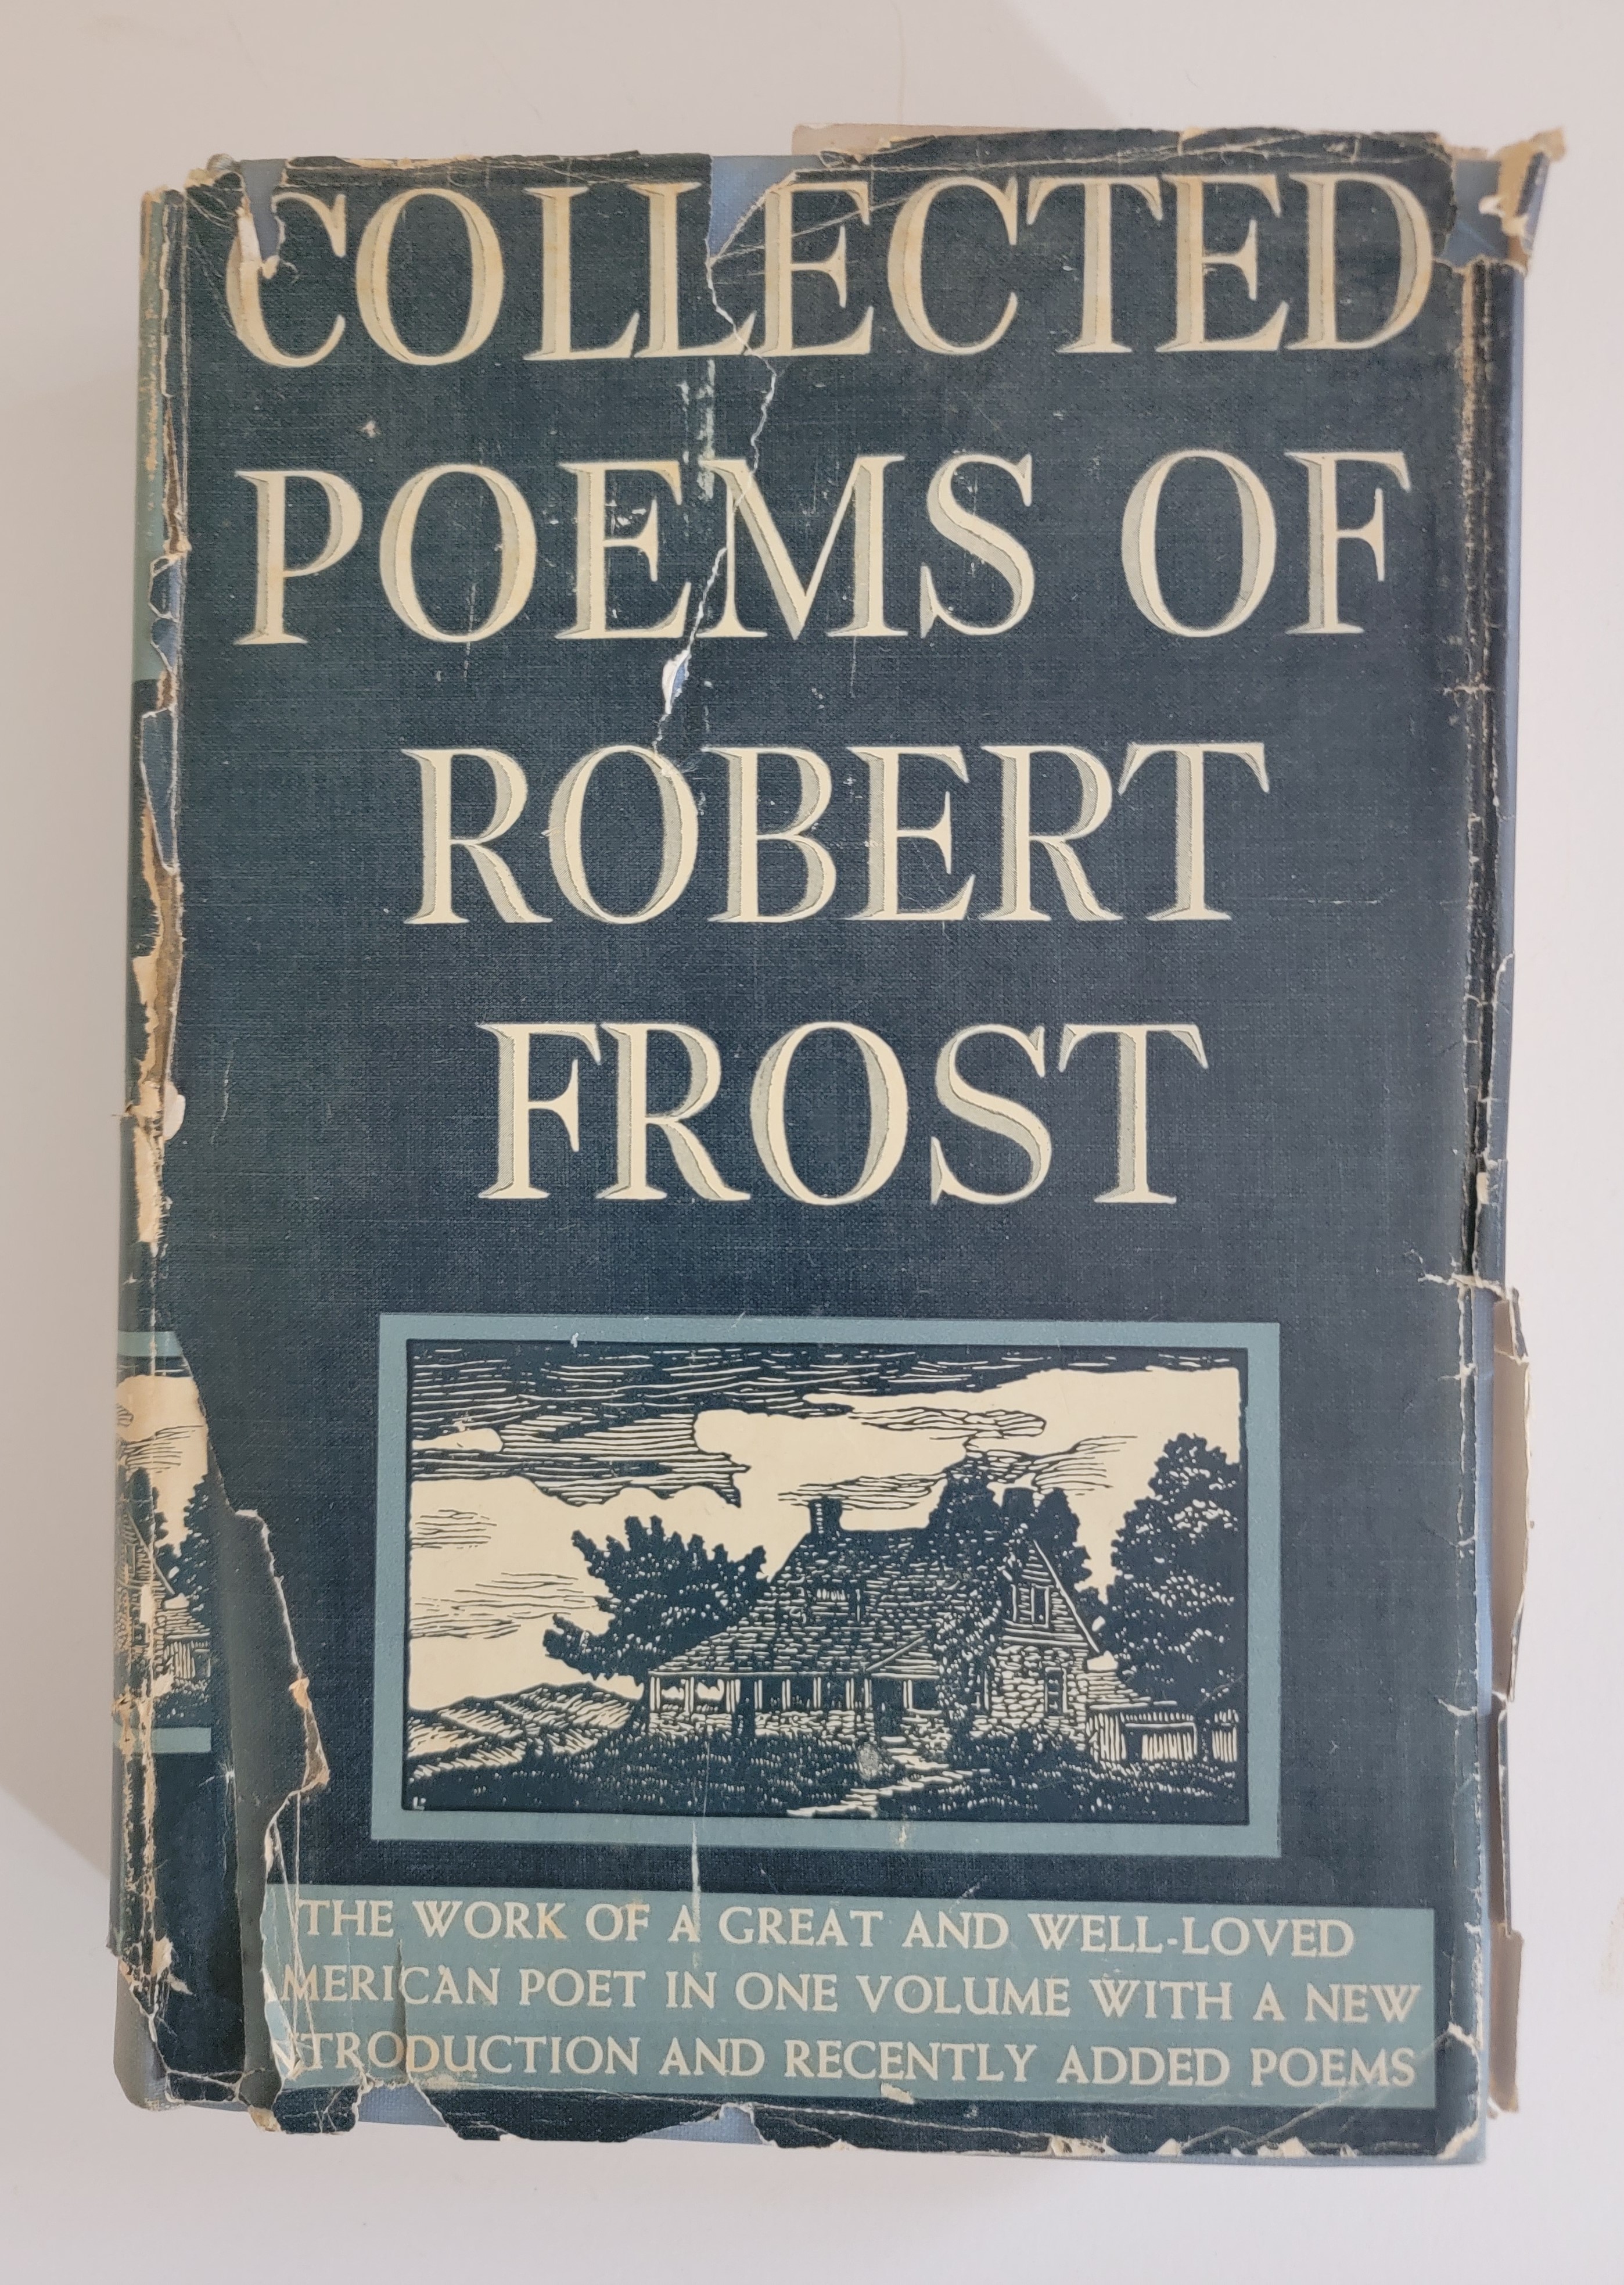 COLLECTED
POEMS OF
ROBERT
FROST
THE WORK OF A GREAT AND WELL-LOVED
MERICAN POET IN ONE VOLUME WITH A NEW
TRODUCTION AND RECENTLY ADDED POEMS